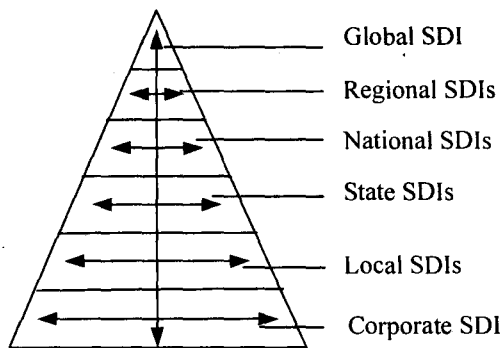 Global SDI
Regional SDIs
National SDIs
State SDIs
Local SDIs
Corporate SDI